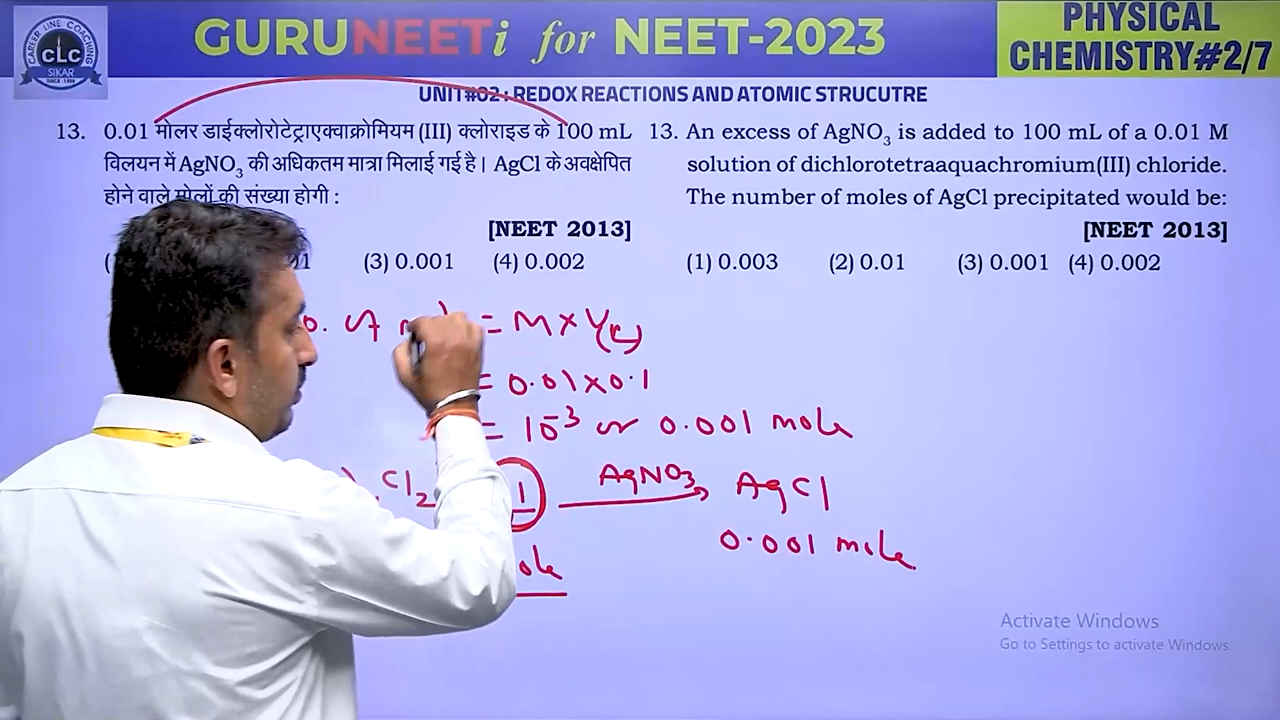 CAREER LINE COACHING
CLC
SIKAR
SINCE 1996
GURUNEETi for NEET-2023
PHYSICAL
CHEMISTRY#2/7
UNIT#02 : REDOX REACTIONS AND ATOMIC STRUCUTRE
13. 0.01 मोलर डाईक्लोरोटेट्राएक्वाक्रोमियम (III) क्लोराइड के 100 mL
विलयन में AgNO₃ की अधिकतम मात्रा मिलाई गई है। AgCl के अवक्षेपित
होने वाले मोलों की संख्या होगी :
[NEET 2013]
(3) 0.001 (4) 0.002
13. An excess of AgNO₃ is added to 100 mL of a 0.01 M
solution of dichlorotetraaquachromium(III) chloride.
The number of moles of AgCl precipitated would be:
[NEET 2013]
(1) 0.003 (2) 0.01 (3) 0.001 (4) 0.002
of = M×V(L)
= 0.01×0.1
= 10⁻³ or 0.001 mole
Cl₂ AgNO₃ AgCl
0.001 mole
Activate Windows
Go to Settings to activate Windows.